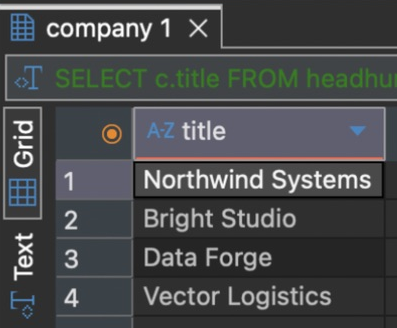 company 1
SELECT c.title FROM
Grid
Text
A-Z title
1 Northwind Systems
2 Bright Studio
3 Data Forge
4 Vector Logistics